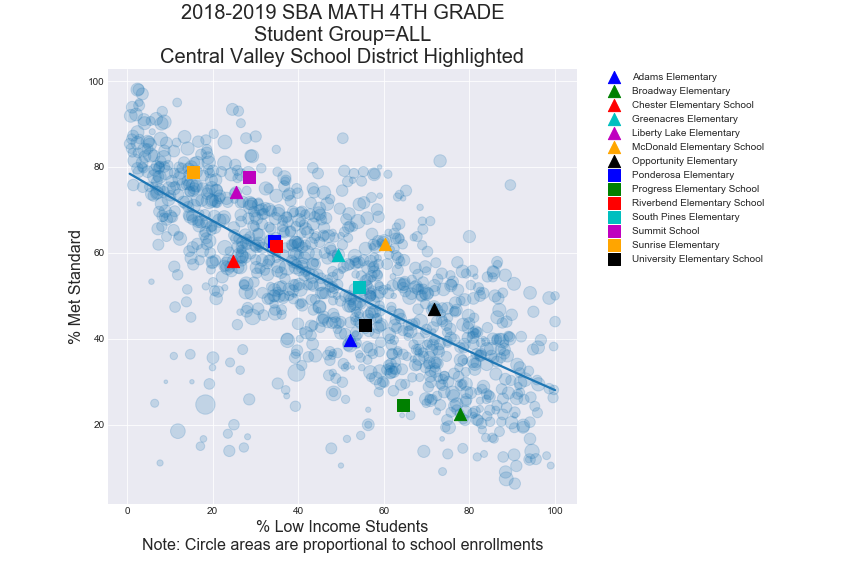 2018-2019 SBA MATH 4TH GRADE
Student Group=ALL
Central Valley School District Highlighted
% Met Standard
100
80
60
40
20
0 20 40 60 80 100
% Low Income Students
Note: Circle areas are proportional to school enrollments
Adams Elementary
Broadway Elementary
Chester Elementary School
Greenacres Elementary
Liberty Lake Elementary
McDonald Elementary School
Opportunity Elementary
Ponderosa Elementary
Progress Elementary School
Riverbend Elementary School
South Pines Elementary
Summit School
Sunrise Elementary
University Elementary School